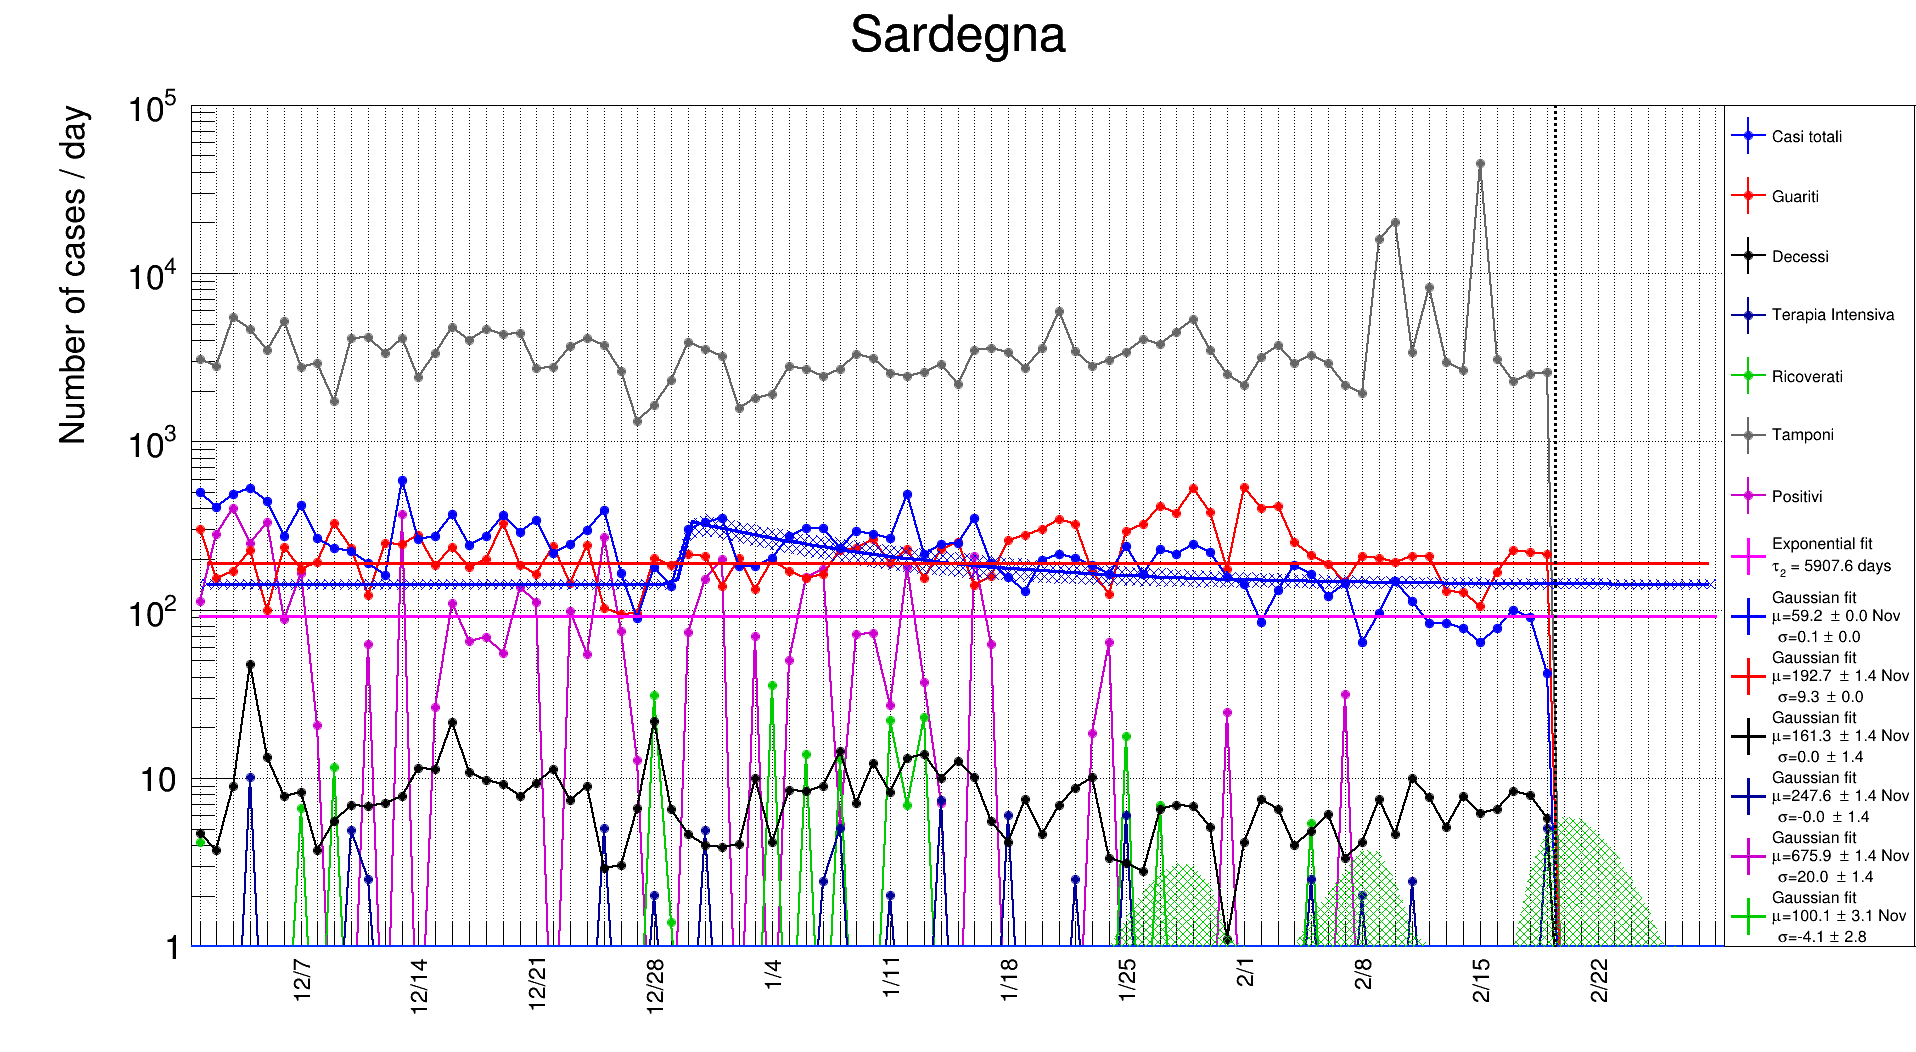 Sardegna
Number of cases / day
10^5
10^4
10^3
10^2
10
1
12/7
12/14
12/21
12/28
1/4
1/11
1/18
1/25
2/1
2/8
2/15
2/22
Casi totali
Guariti
Decessi
Terapia Intensiva
Ricoverati
Tamponi
Positivi
Exponential fit
τ₂ = 5907.6 days
Gaussian fit
μ=59.2 ± 0.0 Nov
σ=0.1 ± 0.0
Gaussian fit
μ=192.7 ± 1.4 Nov
σ=9.3 ± 0.0
Gaussian fit
μ=161.3 ± 1.4 Nov
σ=0.0 ± 1.4
Gaussian fit
μ=247.6 ± 1.4 Nov
σ=-0.0 ± 1.4
Gaussian fit
μ=675.9 ± 1.4 Nov
σ=20.0 ± 1.4
Gaussian fit
μ=100.1 ± 3.1 Nov
σ=-4.1 ± 2.8